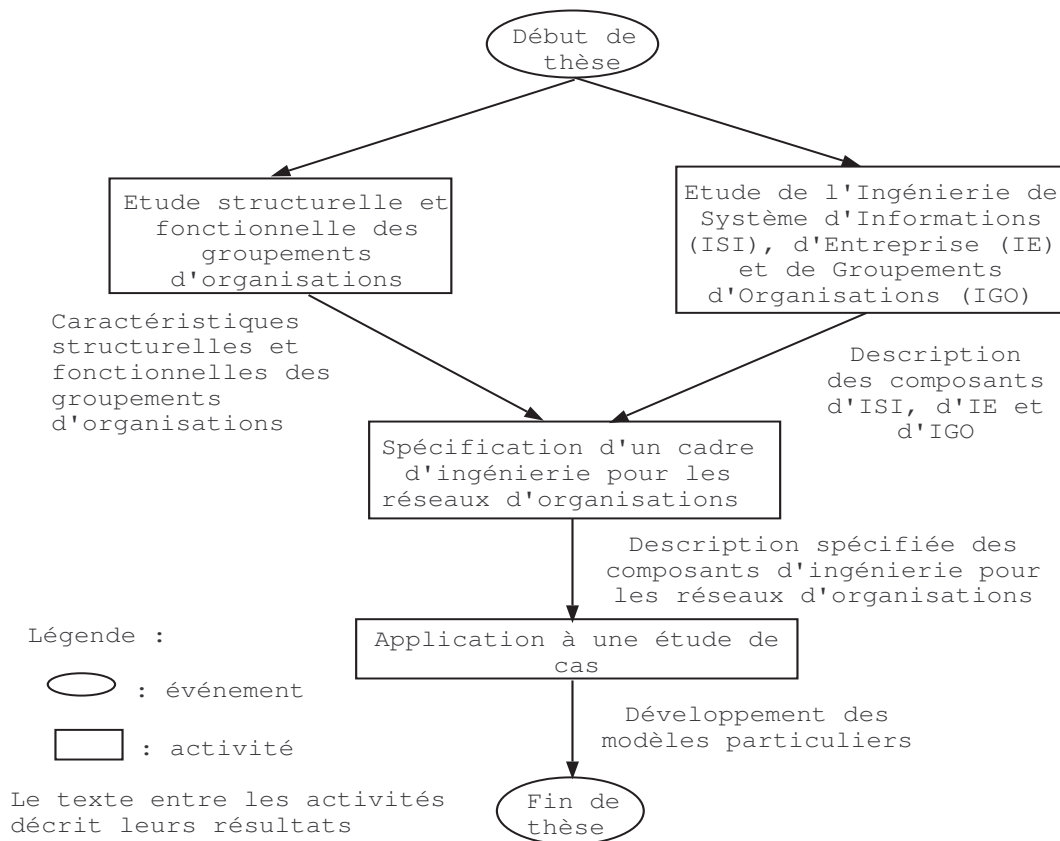 Début de
thèse
Etude structurelle et
fonctionnelle des
groupements
d'organisations
Etude de l'Ingénierie de
Système d'Informations
(ISI), d'Entreprise (IE)
et de Groupements
d'Organisations (IGO)
Caractéristiques
structurelles et
fonctionnelles des
groupements
d'organisations
Description
des composants
d'ISI, d'IE et
d'IGO
Spécification d'un cadre
d'ingénierie pour les
réseaux d'organisations
Description spécifiée des
composants d'ingénierie pour
les réseaux d'organisations
Application à une étude de
cas
Développement des
modèles particuliers
Fin de
thèse
Légende :
: événement
: activité
Le texte entre les activités
décrit leurs résultats